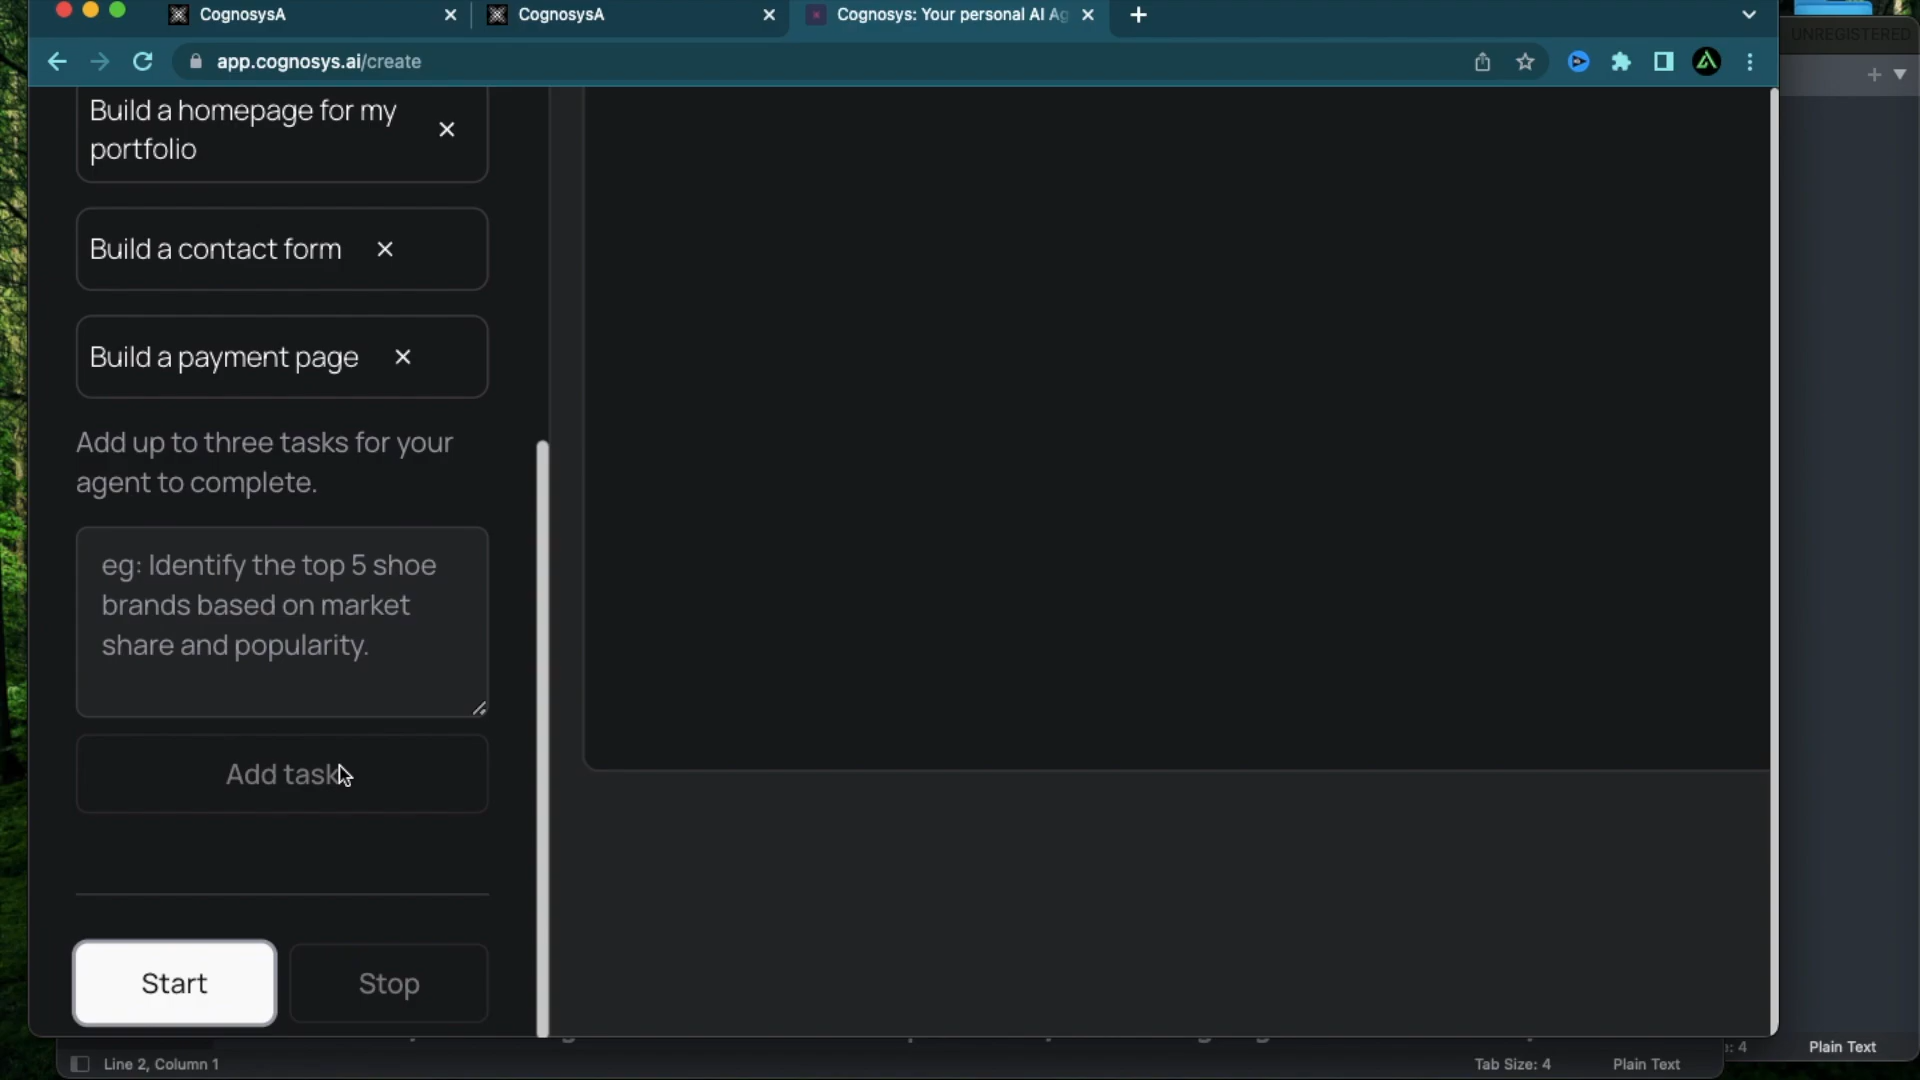 CognosysA
CognosysA
Cognosys: Your personal AI Ag
UNREGISTERED
app.cognosys.ai/create
Build a homepage for my
portfolio
Build a contact form
Build a payment page
Add up to three tasks for your
agent to complete.
eg: Identify the top 5 shoe
brands based on market
share and popularity.
Add task
Start
Stop
Line 2, Column 1
Tab Size: 4
Plain Text
: 4
Plain Text